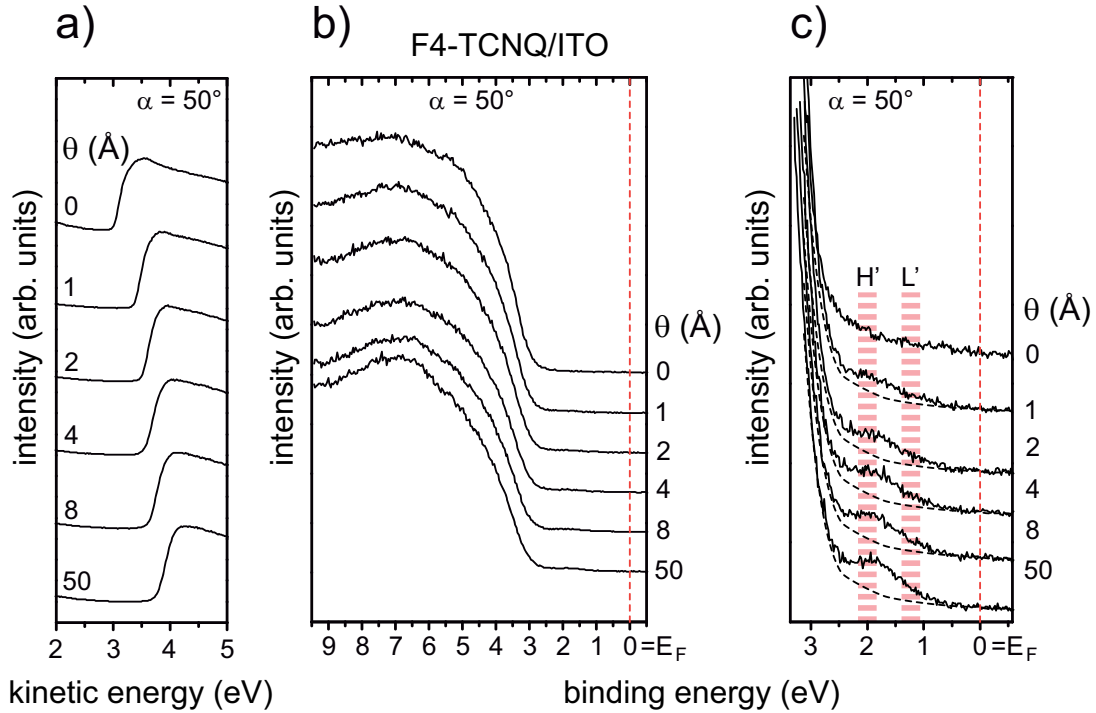 a)
b)
c)
F4-TCNQ/ITO
α = 50°
α = 50°
α = 50°
θ (Å)
0
1
2
4
8
50
intensity (arb. units)
2 3 4 5
kinetic energy (eV)
intensity (arb. units)
θ (Å)
0
1
2
4
8
50
9 8 7 6 5 4 3 2 1 0=E_F
intensity (arb. units)
H' L'
θ (Å)
0
1
2
4
8
50
3 2 1 0=E_F
binding energy (eV)